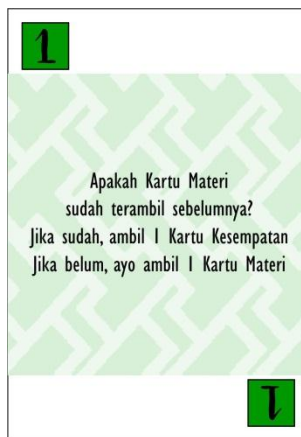 1
Apakah Kartu Materi
sudah terambil sebelumnya?
Jika sudah, ambil 1 Kartu Kesempatan
Jika belum, ayo ambil 1 Kartu Materi
1